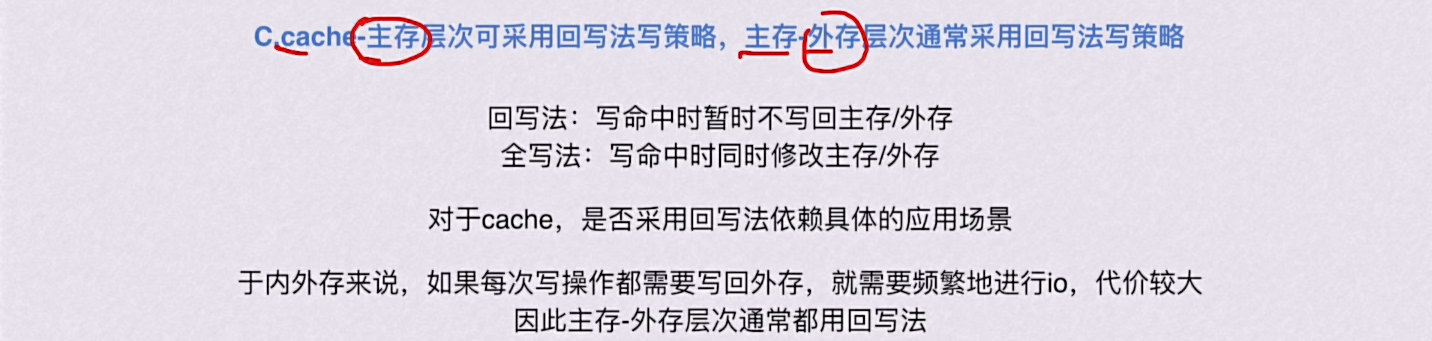 C.cache-主存层次可采用回写法写策略，主存-外存层次通常采用回写法写策略
回写法：写命中时暂时不写回主存/外存
全写法：写命中时同时修改主存/外存
对于cache，是否采用回写法依赖具体的应用场景
于内外存来说，如果每次写操作都需要写回外存，就需要频繁地进行io，代价较大
因此主存-外存层次通常都用回写法